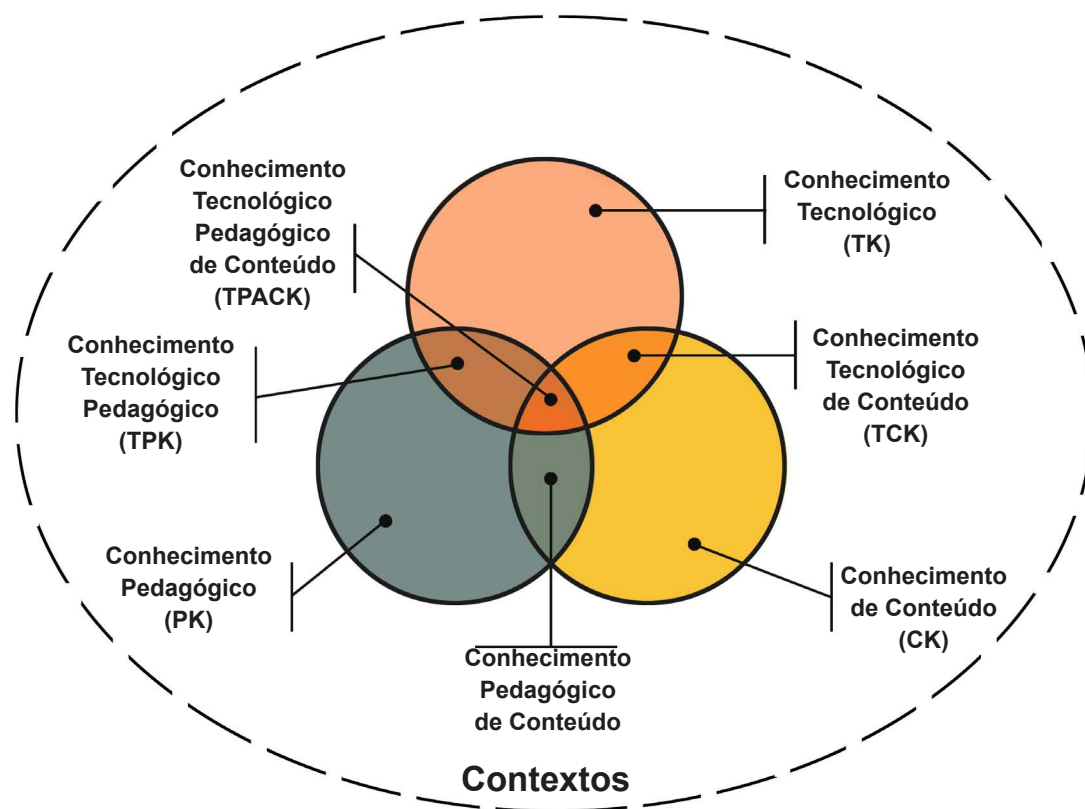 Conhecimento
Tecnológico
Pedagógico
de Conteúdo
(TPACK)
Conhecimento
Tecnológico
(TK)
Conhecimento
Tecnológico
Pedagógico
(TPK)
Conhecimento
Tecnológico
de Conteúdo
(TCK)
Conhecimento
Pedagógico
(PK)
Conhecimento
de Conteúdo
(CK)
Conhecimento
Pedagógico
de Conteúdo
Contextos